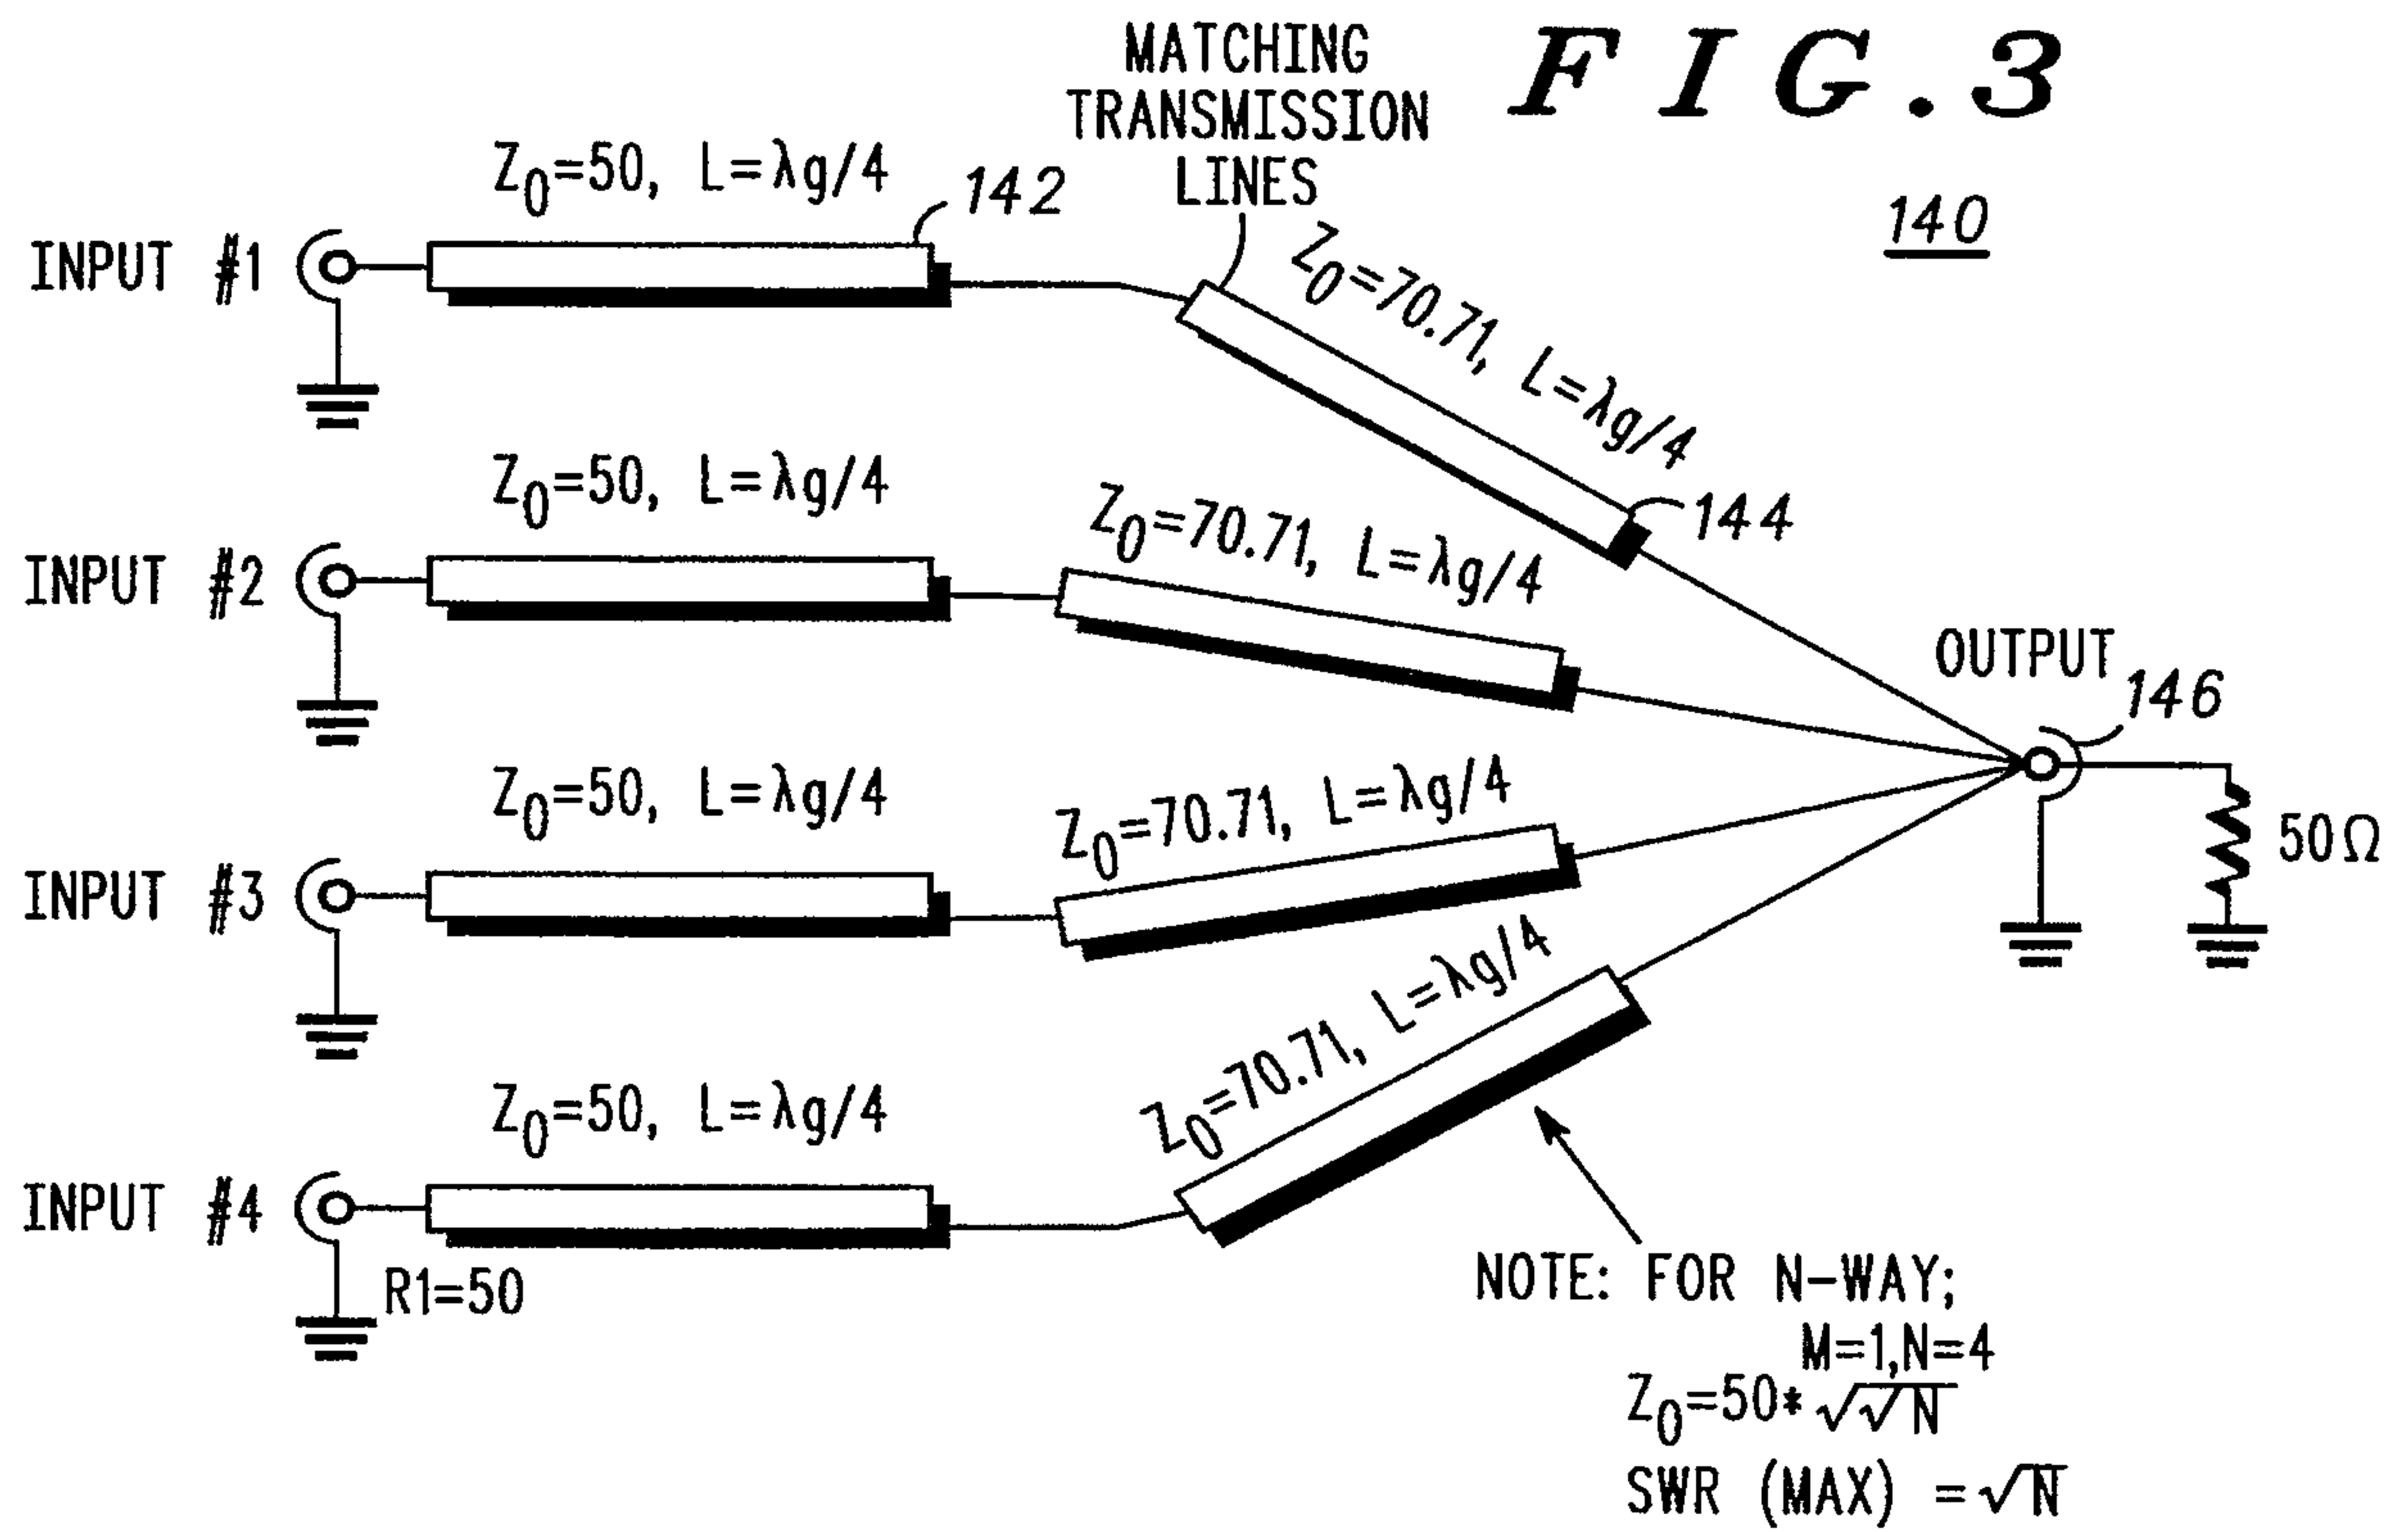 FIG.3
MATCHING
TRANSMISSION
LINES
140
Z0=50, L=λg/4
142
INPUT #1
Z0=70.71, L=λg/4
144
Z0=50, L=λg/4
INPUT #2
Z0=70.71, L=λg/4
OUTPUT
146
50Ω
Z0=50, L=λg/4
INPUT #3
Z0=70.71, L=λg/4
Z0=50, L=λg/4
INPUT #4
Z0=70.71, L=λg/4
R1=50
NOTE: FOR N-WAY;
M=1,N=4
Z0=50*√√N
SWR (MAX) =√N